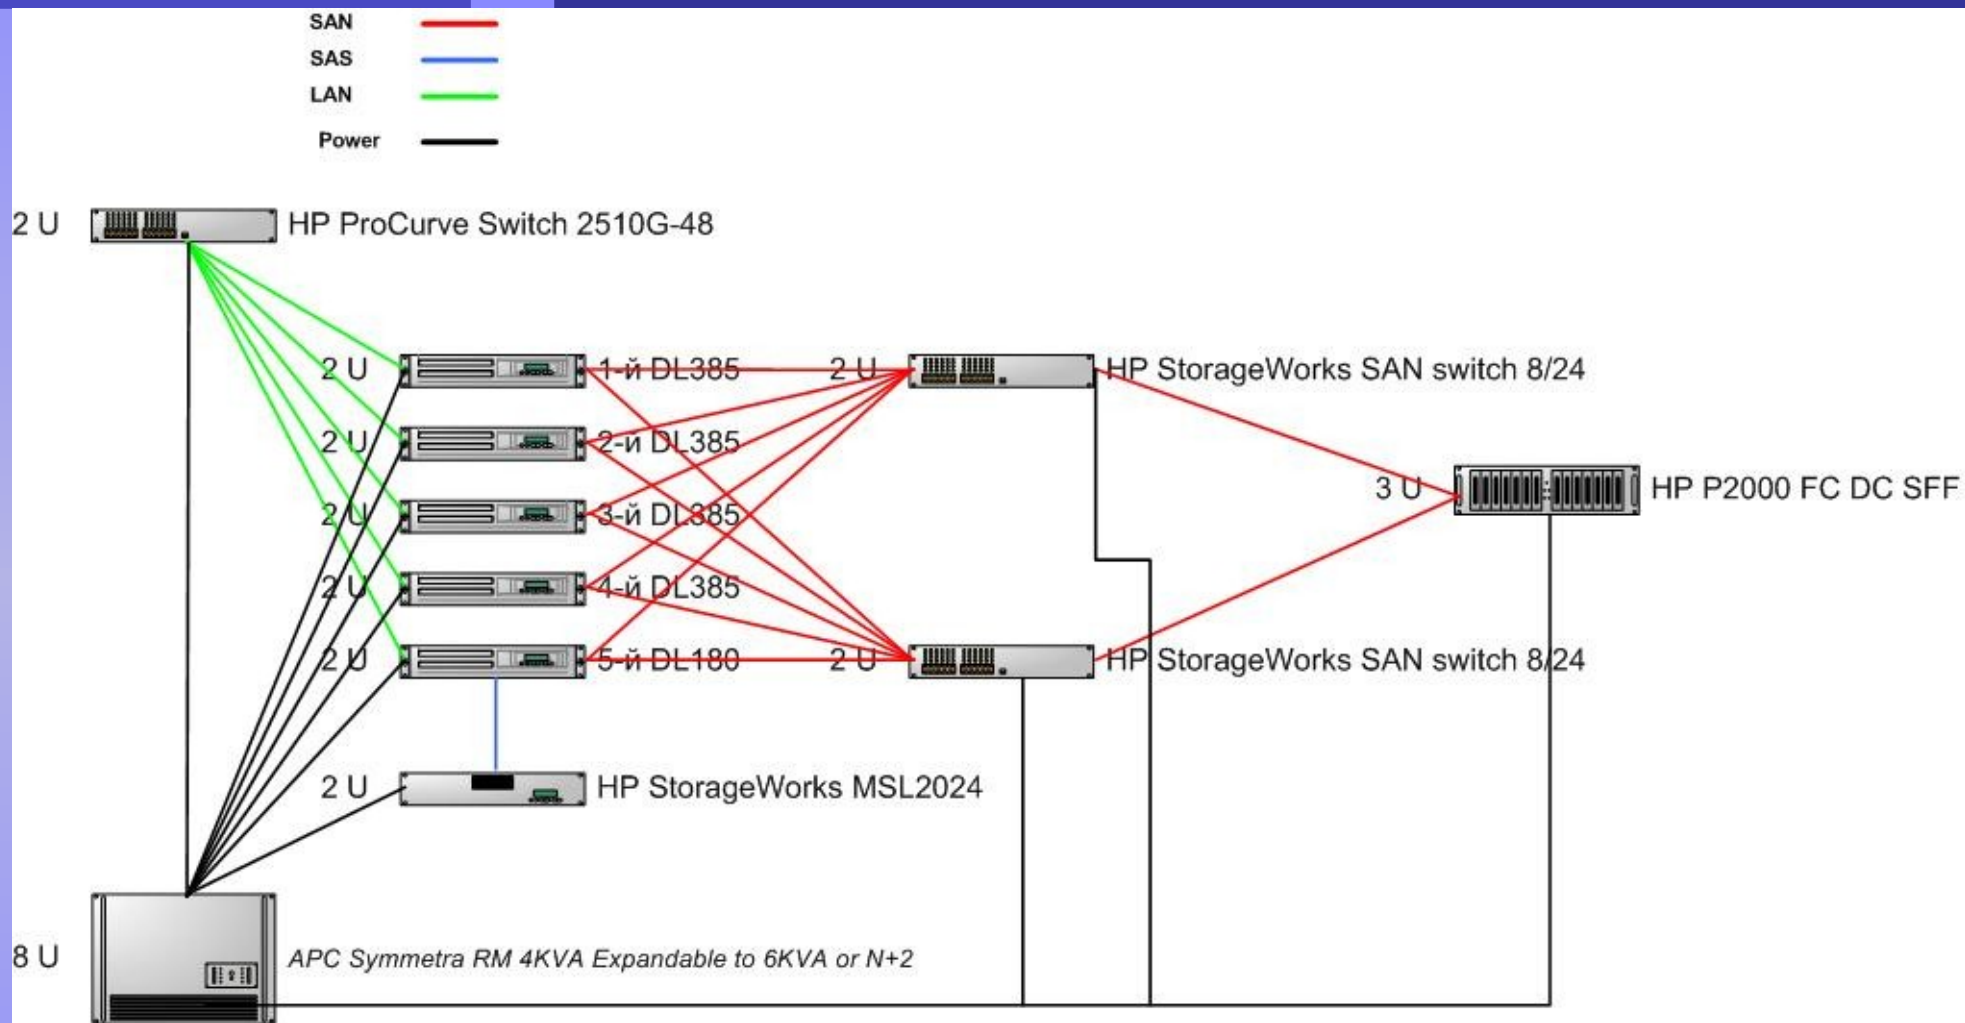 SAN
SAS
LAN
Power
2 U HP ProCurve Switch 2510G-48
2 U 1-й DL385 2 U HP StorageWorks SAN switch 8/24
2 U 2-й DL385
3 U HP P2000 FC DC SFF
2 U 3-й DL385
2 U 4-й DL385
2 U 5-й DL180 2 U HP StorageWorks SAN switch 8/24
2 U HP StorageWorks MSL2024
8 U APC Symmetra RM 4KVA Expandable to 6KVA or N+2